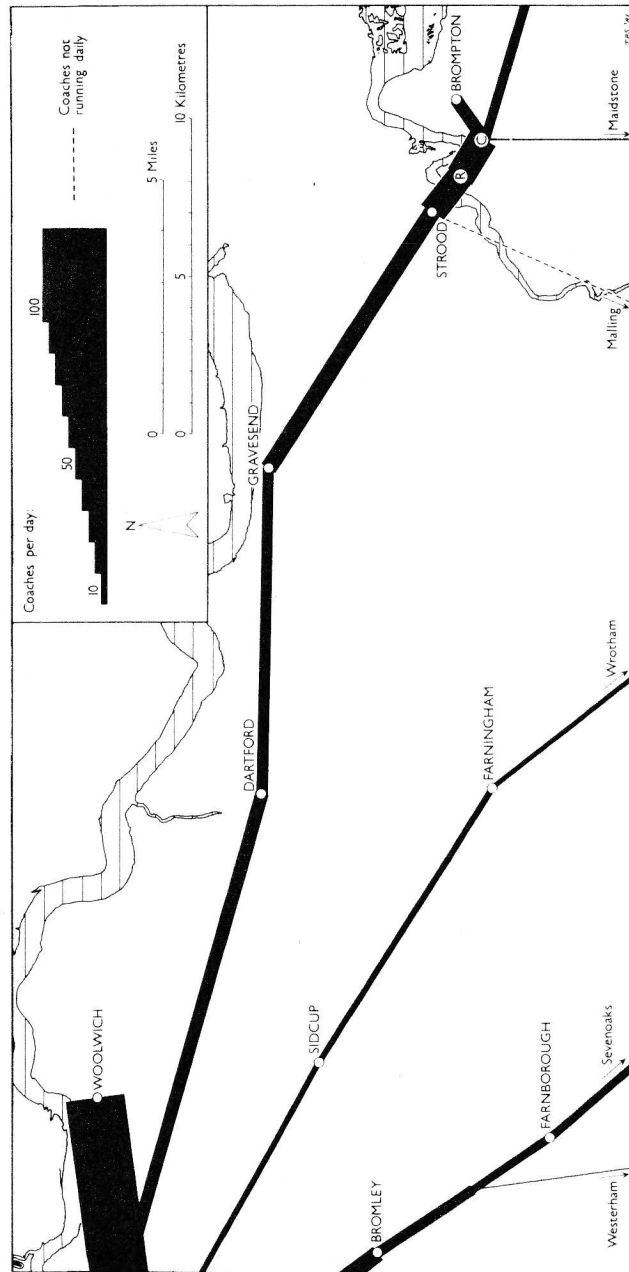 Coaches per day:
10
50
100
Coaches not
running daily
N
0
5 Miles
0
5
10 Kilometres
WOOLWICH
DARTFORD
GRAVESEND
STROOD
R
C
BROMPTON
SIDCUP
FARNINGHAM
BROMLEY
FARNBOROUGH
Westerham
Sevenoaks
Wrotham
Malling
Maidstone